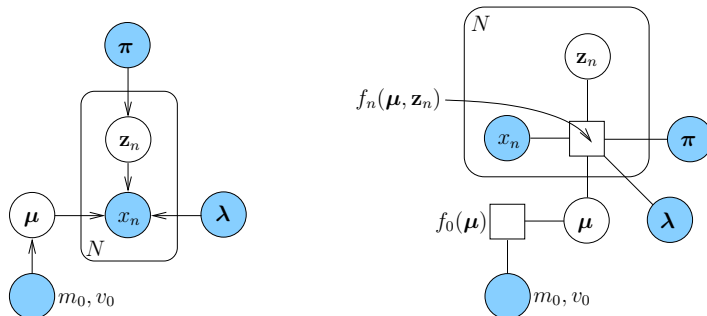 π
z_n
μ
x_n
λ
N
m_0, v_0
N
z_n
f_n(μ, z_n)
x_n
π
f_0(μ)
μ
λ
m_0, v_0